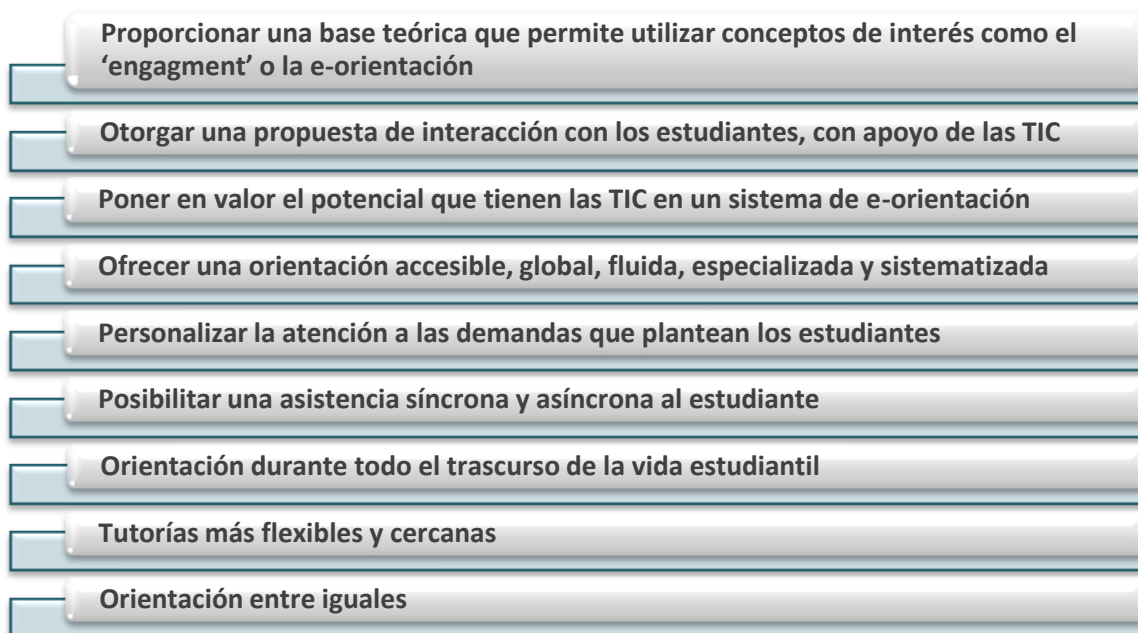 Proporcionar una base teórica que permite utilizar conceptos de interés como el
‘engagment’ o la e-orientación
Otorgar una propuesta de interacción con los estudiantes, con apoyo de las TIC
Poner en valor el potencial que tienen las TIC en un sistema de e-orientación
Ofrecer una orientación accesible, global, fluida, especializada y sistematizada
Personalizar la atención a las demandas que plantean los estudiantes
Posibilitar una asistencia síncrona y asíncrona al estudiante
Orientación durante todo el trascurso de la vida estudiantil
Tutorías más flexibles y cercanas
Orientación entre iguales